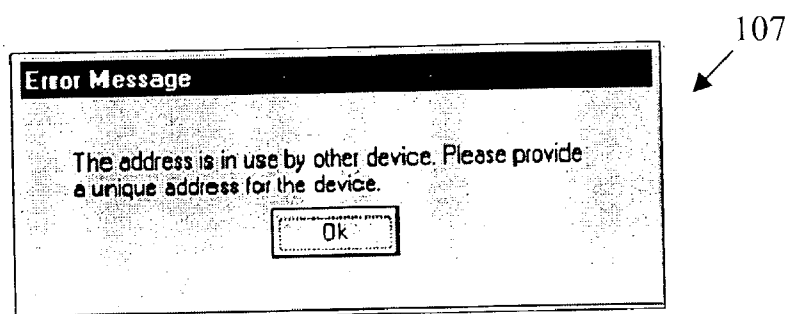 107
Error Message
The address is in use by other device. Please provide
a unique address for the device.
Ok